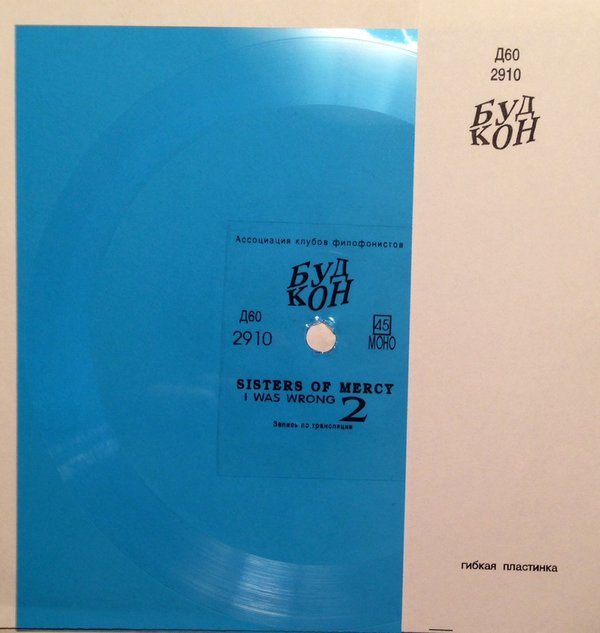 Д60
2910
БУД
КОН
Ассоциация клубов филофонистов
БУД
КОН
Д60
2910
45
МОНО
SISTERS OF MERCY
I WAS WRONG
2
Запись по трансляции
гибкая пластинка